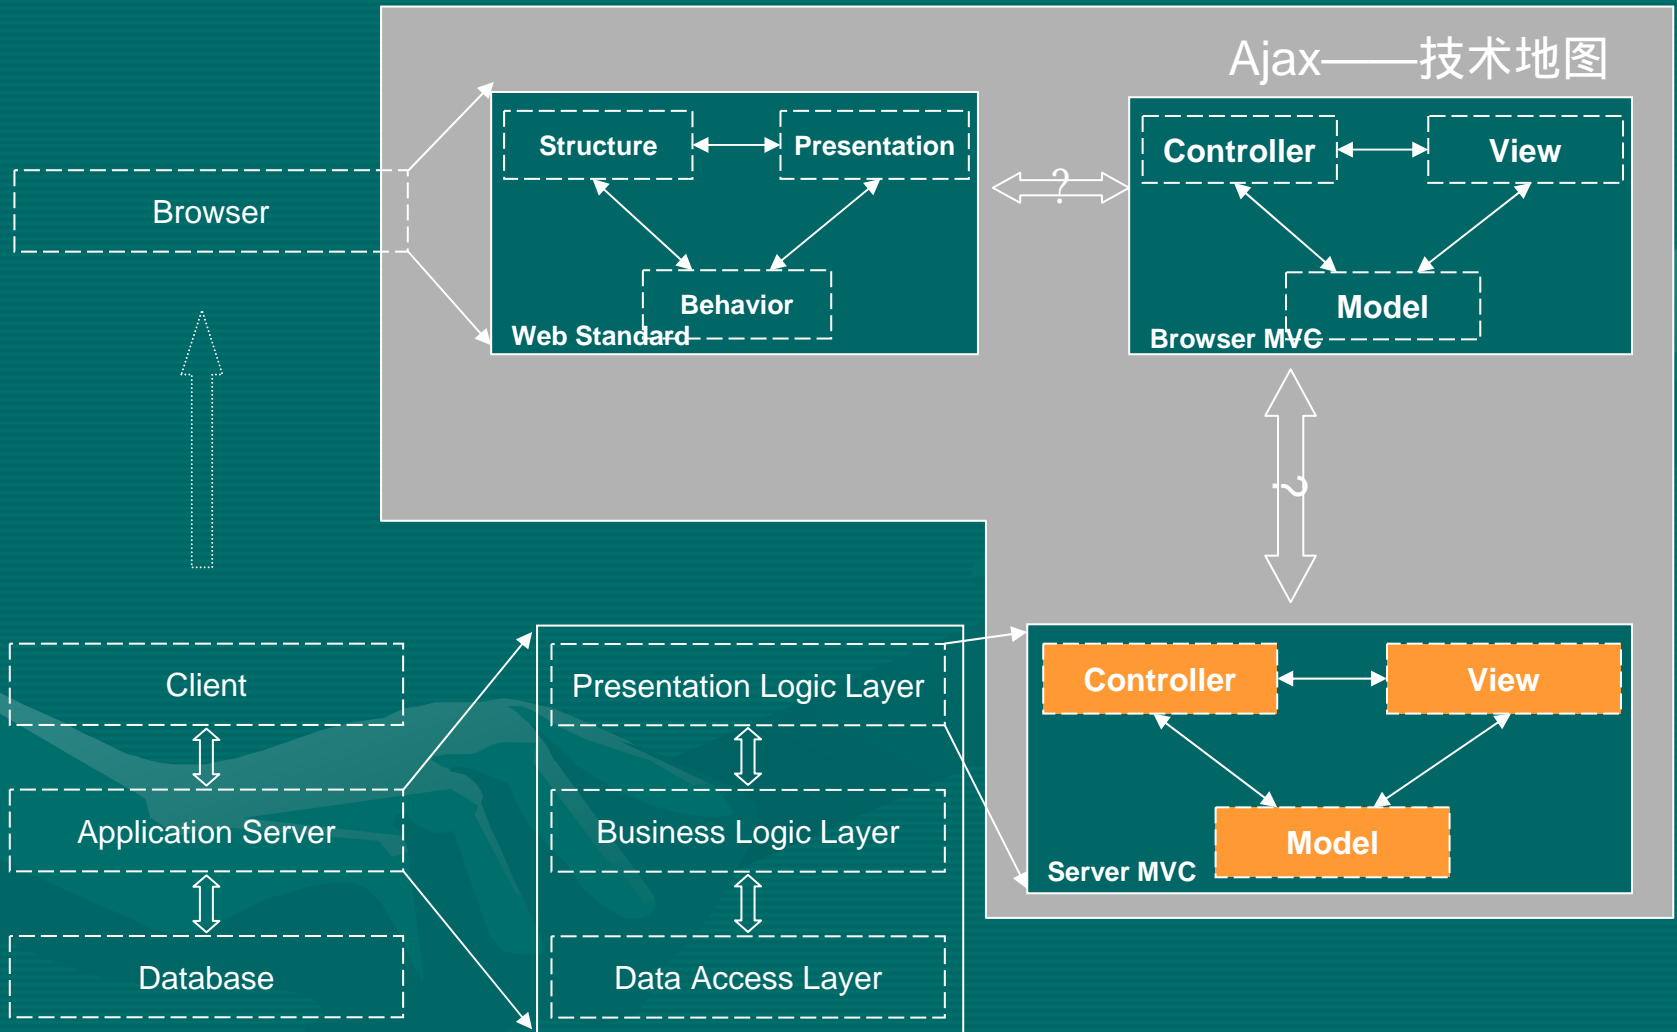 Ajax——技术地图
Structure
Presentation
Behavior
Web Standard
?
Controller
View
Model
Browser MVC
Browser
?
Client
Application Server
Database
Presentation Logic Layer
Business Logic Layer
Data Access Layer
Controller
View
Model
Server MVC